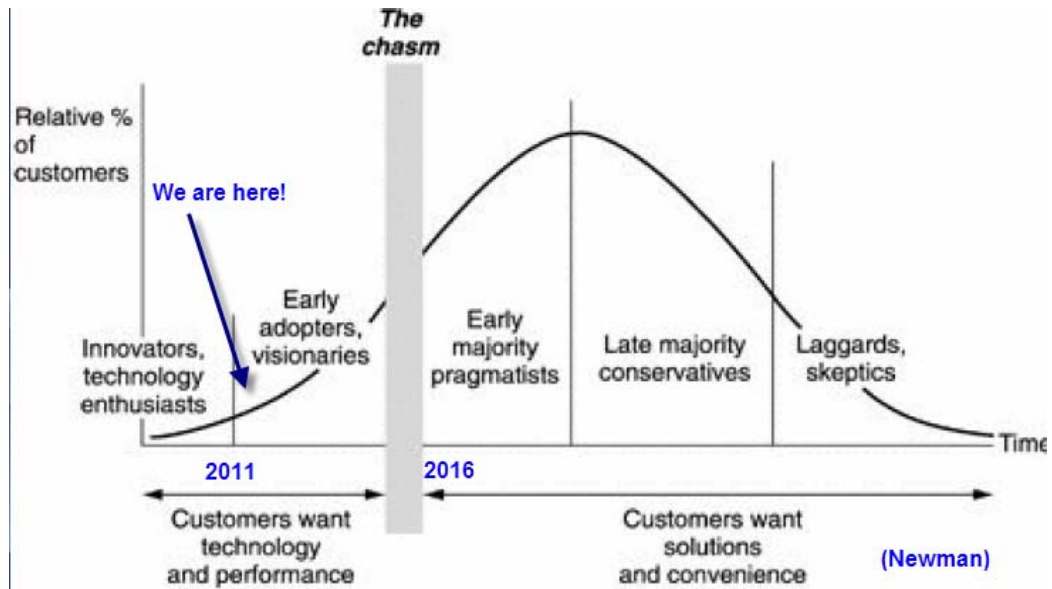 The
chasm
Relative %
of
customers
We are here!
Innovators,
technology
enthusiasts
Early
adopters,
visionaries
Early
majority
pragmatists
Late majority
conservatives
Laggards,
skeptics
Time
2011
2016
Customers want
technology
and performance
Customers want
solutions
and convenience
(Newman)